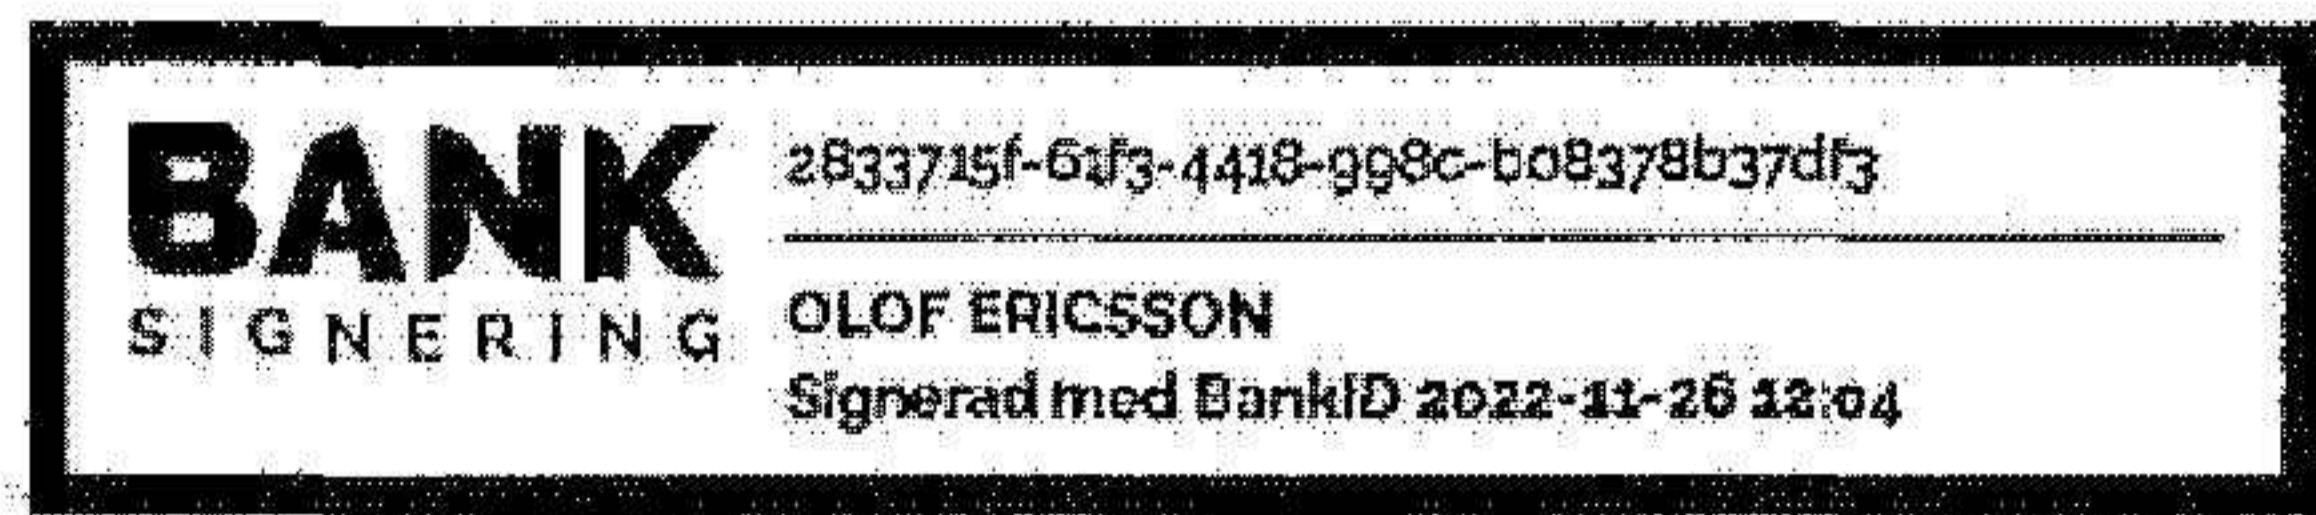 BANK
SIGNERING
2833715f-61f3-4418-998c-b08378b37df3
OLOF ERICSSON
Signerad med BankID 2022-11-26 12:04